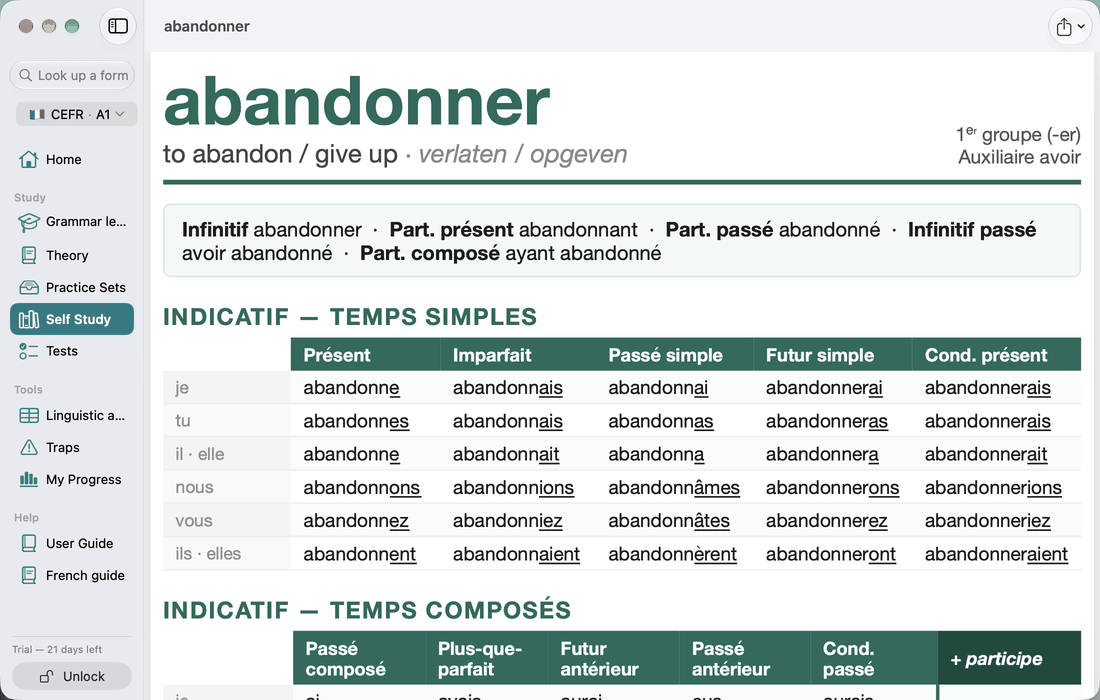 abandonner
Look up a form
CEFR · A1
Home
Study
Grammar le...
Theory
Practice Sets
Self Study
Tests
Tools
Linguistic a...
Traps
My Progress
Help
User Guide
French guide
Trial — 21 days left
Unlock
abandonner
to abandon / give up · verlaten / opgeven
1er groupe (-er)
Auxiliaire avoir
Infinitif abandonner · Part. présent abandonnant · Part. passé abandonné · Infinitif passé
avoir abandonné · Part. composé ayant abandonné
INDICATIF — TEMPS SIMPLES
Présent Imparfait Passé simple Futur simple Cond. présent
je abandonne abandonnais abandonnai abandonnerai abandonnerais
tu abandonnes abandonnais abandonnas abandonneras abandonnerais
il · elle abandonne abandonnait abandonna abandonnera abandonnerait
nous abandonnons abandonnions abandonnâmes abandonnerons abandonnerions
vous abandonnez abandonniez abandonnâtes abandonnerez abandonneriez
ils · elles abandonnent abandonnaient abandonnèrent abandonneront abandonneraient
INDICATIF — TEMPS COMPOSÉS
Passé composé Plus-que-parfait Futur antérieur Passé antérieur Cond. passé + participe